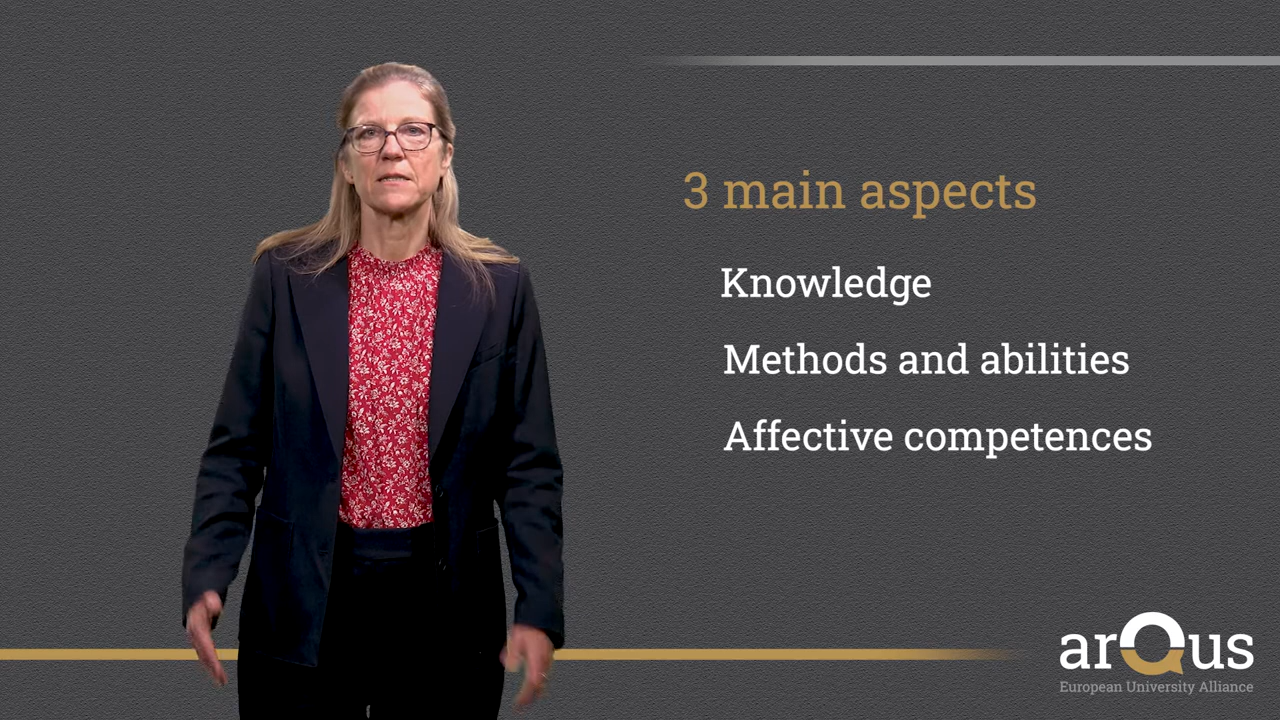 3 main aspects
Knowledge
Methods and abilities
Affective competences
arQus
European University Alliance